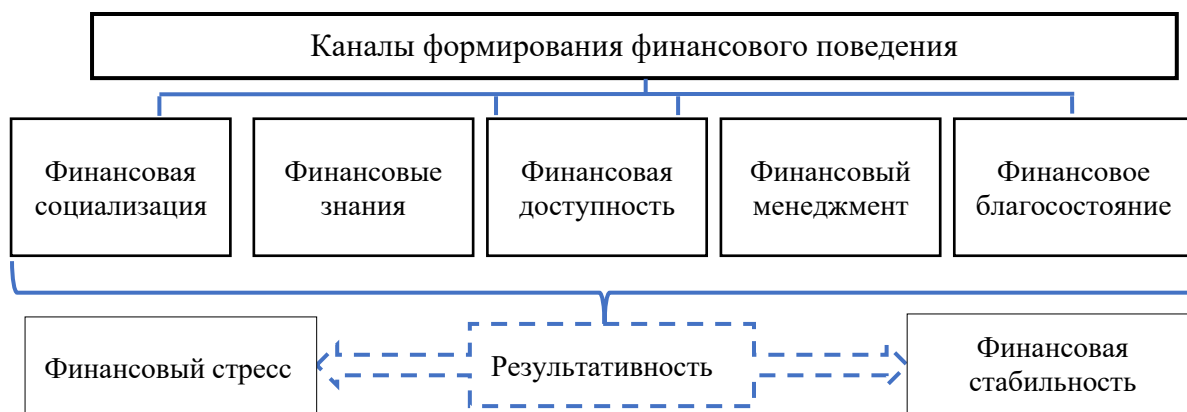 Каналы формирования финансового поведения
Финансовая
социализация
Финансовые
знания
Финансовая
доступность
Финансовый
менеджмент
Финансовое
благосостояние
Финансовый стресс
Результативность
Финансовая
стабильность